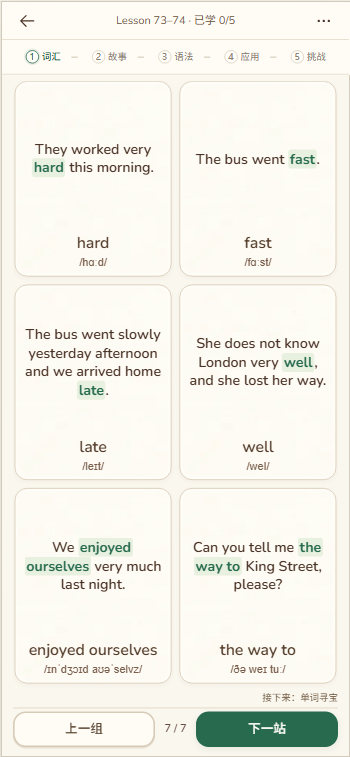 Lesson 73–74 · 已学 0/5
1 词汇 – 2 故事 – 3 语法 – 4 应用 – 5 挑战
They worked very
hard this morning.
hard
/hɑːd/
The bus went fast.
fast
/fɑːst/
The bus went slowly
yesterday afternoon
and we arrived home
late.
late
/leɪt/
She does not know
London very well,
and she lost her way.
well
/wel/
We enjoyed
ourselves very much
last night.
enjoyed ourselves
/ɪnˈdʒɔɪd aʊəˈselvz/
Can you tell me the
way to King Street,
please?
the way to
/ðə weɪ tuː/
接下来：单词寻宝
上一组
7 / 7
下一站